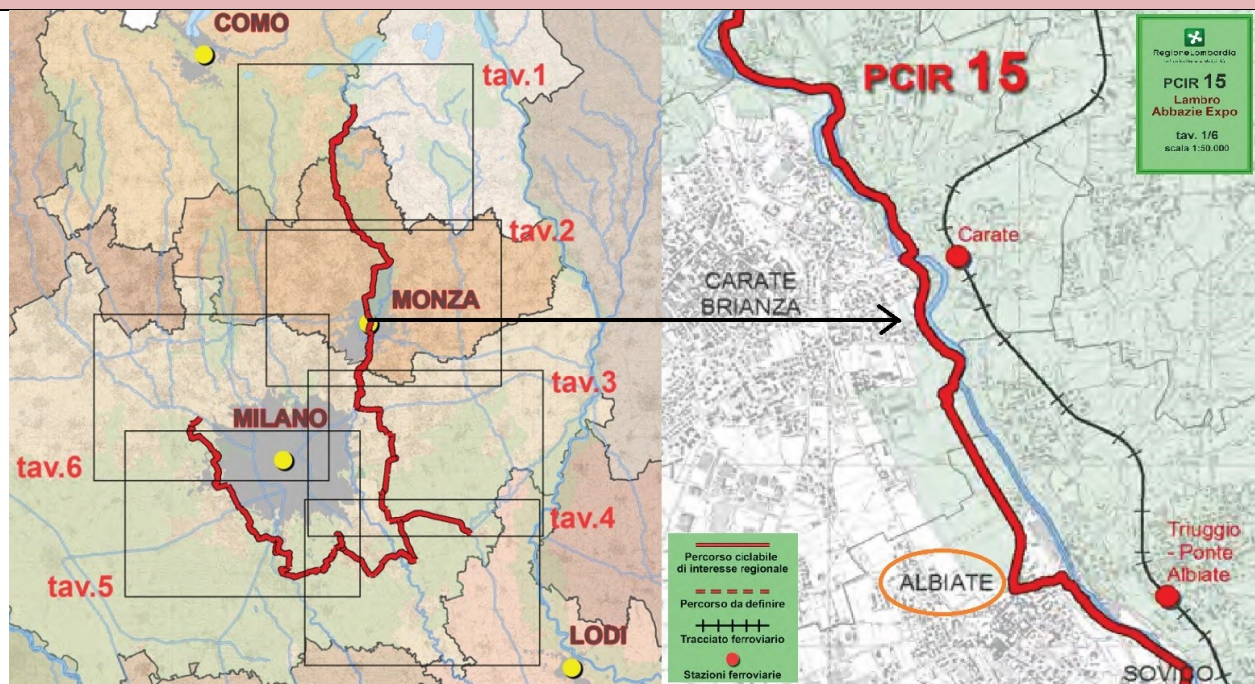 COMO
tav.1
tav.2
MONZA
tav.3
MILANO
tav.6
tav.4
tav.5
LODI
PCIR 15
RegioneLombardia
PCIR 15
Lambro
Abbazie Expo
tav. 1/6
scala 1:50.000
Carate
CARATE
BRIANZA
Triuggio
- Ponte
Albiate
ALBIATE
SOVICO
Percorso ciclabile
di interesse regionale
Percorso da definire
Tracciato ferroviario
Stazioni ferroviarie